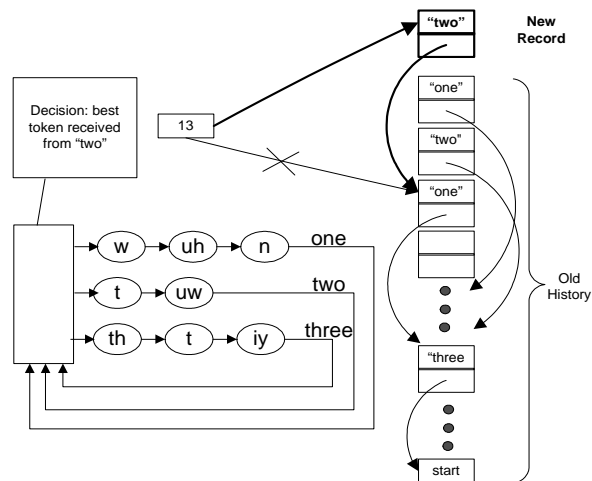 "two"
New
Record
"one"
Decision: best
token received
from "two"
13
"two"
"one"
w
uh
n
one
t
uw
two
th
t
iy
three
Old
History
"three
start